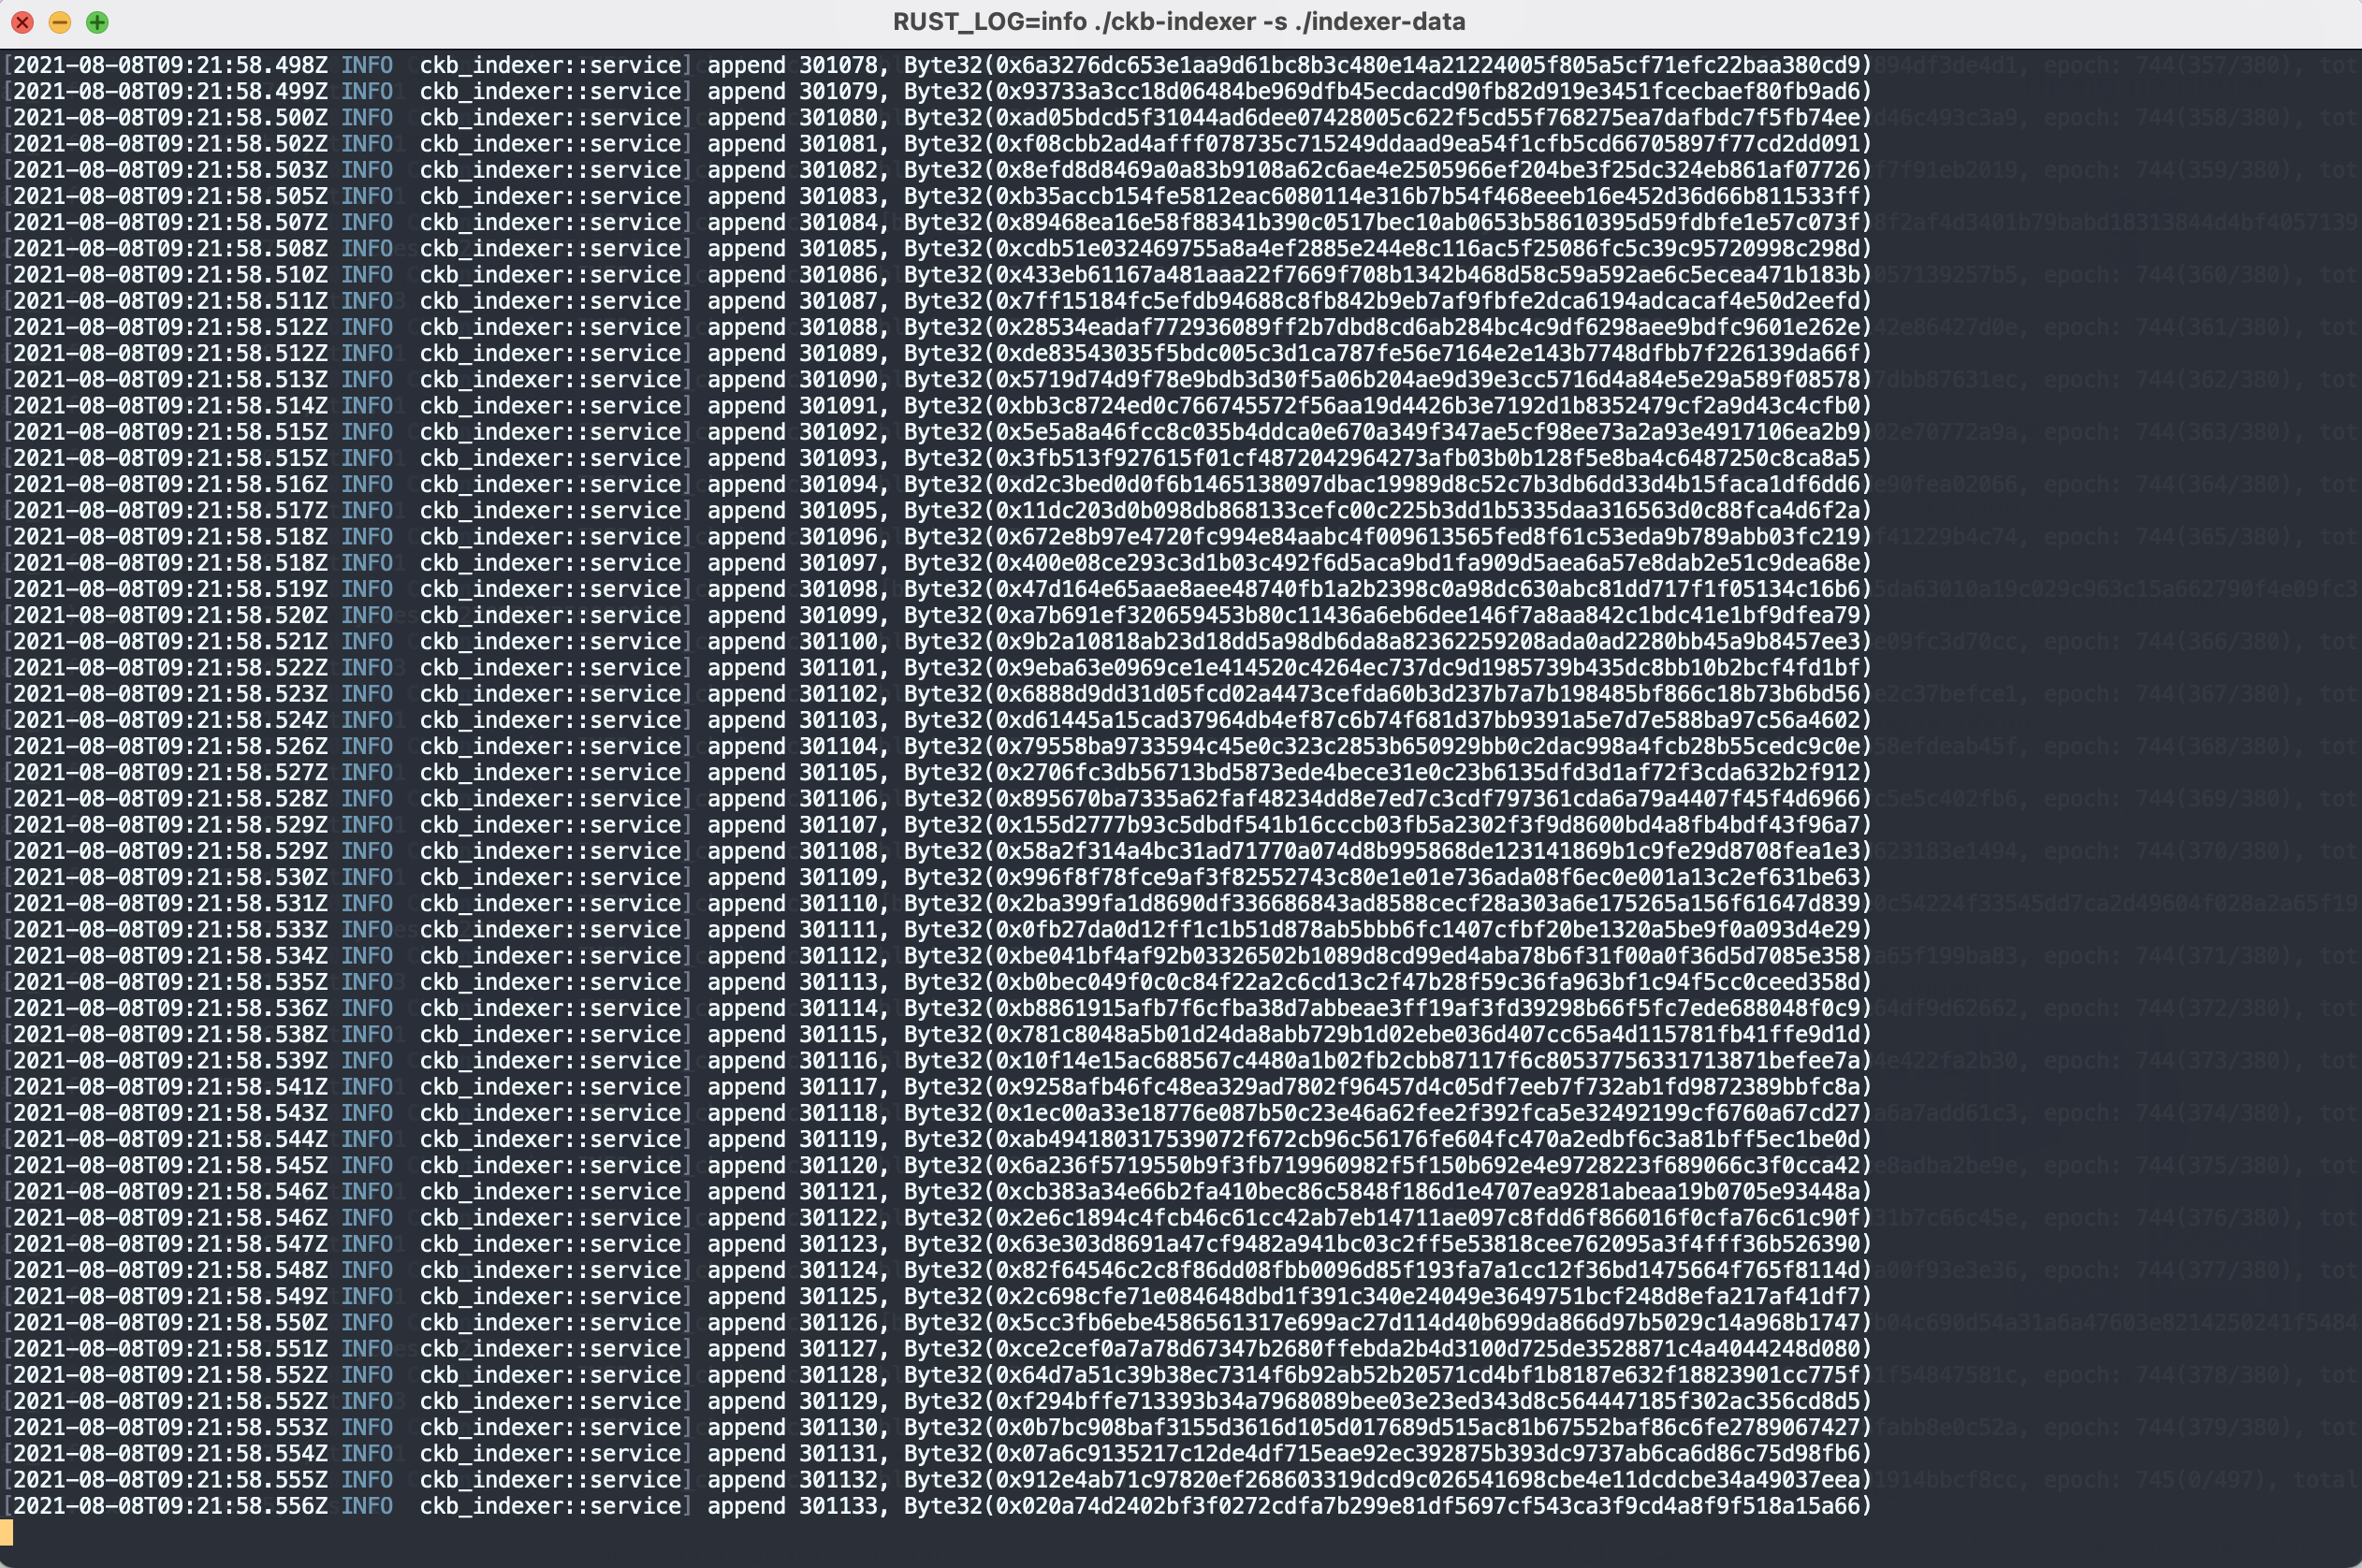 RUST_LOG=info ./ckb-indexer -s ./indexer-data
[2021-08-08T09:21:58.498Z INFO  ckb_indexer::service] append 301078, Byte32(0x6a3276dc653e1aa9d61bc8b3c480e14a21224005f805a5cf71efc22baa380cd9)
[2021-08-08T09:21:58.499Z INFO  ckb_indexer::service] append 301079, Byte32(0x93733a3cc18d06484be969dfb45ecdacd90fb82d919e3451fcecbaef80fb9ad6)
[2021-08-08T09:21:58.500Z INFO  ckb_indexer::service] append 301080, Byte32(0xad05bdcd5f31044ad6dee07428005c622f5cd55f768275ea7dafbdc7f5fb74ee)
[2021-08-08T09:21:58.502Z INFO  ckb_indexer::service] append 301081, Byte32(0xf08cbb2ad4afff078735c715249ddaad9ea54f1cfb5cd66705897f77cd2dd091)
[2021-08-08T09:21:58.503Z INFO  ckb_indexer::service] append 301082, Byte32(0x8efd8d8469a0a83b9108a62c6ae4e2505966ef204be3f25dc324eb861af07726)
[2021-08-08T09:21:58.505Z INFO  ckb_indexer::service] append 301083, Byte32(0xb35accb154fe5812eac6080114e316b7b54f468eeeb16e452d36d66b811533ff)
[2021-08-08T09:21:58.507Z INFO  ckb_indexer::service] append 301084, Byte32(0x89468ea16e58f88341b390c0517bec10ab0653b58610395d59fdbfe1e57c073f)
[2021-08-08T09:21:58.508Z INFO  ckb_indexer::service] append 301085, Byte32(0xcdb51e032469755a8a4ef2885e244e8c116ac5f25086fc5c39c95720998c298d)
[2021-08-08T09:21:58.510Z INFO  ckb_indexer::service] append 301086, Byte32(0x433eb61167a481aaa22f7669f708b1342b468d58c59a592ae6c5ecea471b183b)
[2021-08-08T09:21:58.511Z INFO  ckb_indexer::service] append 301087, Byte32(0x7ff15184fc5efdb94688c8fb842b9eb7af9fbfe2dca6194adcacaf4e50d2eefd)
[2021-08-08T09:21:58.512Z INFO  ckb_indexer::service] append 301088, Byte32(0x28534eadaf772936089ff2b7dbd8cd6ab284bc4c9df6298aee9bdfc9601e262e)
[2021-08-08T09:21:58.512Z INFO  ckb_indexer::service] append 301089, Byte32(0xde83543035f5bdc005c3d1ca787fe56e7164e2e143b7748dfbb7f226139da66f)
[2021-08-08T09:21:58.513Z INFO  ckb_indexer::service] append 301090, Byte32(0x5719d74d9f78e9bdb3d30f5a06b204ae9d39e3cc5716d4a84e5e29a589f08578)
[2021-08-08T09:21:58.514Z INFO  ckb_indexer::service] append 301091, Byte32(0xbb3c8724ed0c766745572f56aa19d4426b3e7192d1b8352479cf2a9d43c4cfb0)
[2021-08-08T09:21:58.515Z INFO  ckb_indexer::service] append 301092, Byte32(0x5e5a8a46fcc8c035b4ddca0e670a349f347ae5cf98ee73a2a93e4917106ea2b9)
[2021-08-08T09:21:58.515Z INFO  ckb_indexer::service] append 301093, Byte32(0x3fb513f927615f01cf4872042964273afb03b0b128f5e8ba4c6487250c8ca8a5)
[2021-08-08T09:21:58.516Z INFO  ckb_indexer::service] append 301094, Byte32(0xd2c3bed0d0f6b1465138097dbac19989d8c52c7b3db6dd33d4b15faca1df6dd6)
[2021-08-08T09:21:58.517Z INFO  ckb_indexer::service] append 301095, Byte32(0x11dc203d0b098db868133cefc00c225b3dd1b5335daa316563d0c88fca4d6f2a)
[2021-08-08T09:21:58.518Z INFO  ckb_indexer::service] append 301096, Byte32(0x672e8b97e4720fc994e84aabc4f009613565fed8f61c53eda9b789abb03fc219)
[2021-08-08T09:21:58.518Z INFO  ckb_indexer::service] append 301097, Byte32(0x400e08ce293c3d1b03c492f6d5aca9bd1fa909d5aea6a57e8dab2e51c9dea68e)
[2021-08-08T09:21:58.519Z INFO  ckb_indexer::service] append 301098, Byte32(0x47d164e65aae8aee48740fb1a2b2398c0a98dc630abc81dd717f1f05134c16b6)
[2021-08-08T09:21:58.520Z INFO  ckb_indexer::service] append 301099, Byte32(0xa7b691ef320659453b80c11436a6eb6dee146f7a8aa842c1bdc41e1bf9dfea79)
[2021-08-08T09:21:58.521Z INFO  ckb_indexer::service] append 301100, Byte32(0x9b2a10818ab23d18dd5a98db6da8a82362259208ada0ad2280bb45a9b8457ee3)
[2021-08-08T09:21:58.522Z INFO  ckb_indexer::service] append 301101, Byte32(0x9eba63e0969ce1e414520c4264ec737dc9d1985739b435dc8bb10b2bcf4fd1bf)
[2021-08-08T09:21:58.523Z INFO  ckb_indexer::service] append 301102, Byte32(0x6888d9dd31d05fcd02a4473cefda60b3d237b7a7b198485bf866c18b73b6bd56)
[2021-08-08T09:21:58.524Z INFO  ckb_indexer::service] append 301103, Byte32(0xd61445a15cad37964db4ef87c6b74f681d37bb9391a5e7d7e588ba97c56a4602)
[2021-08-08T09:21:58.526Z INFO  ckb_indexer::service] append 301104, Byte32(0x79558ba9733594c45e0c323c2853b650929bb0c2dac998a4fcb28b55cedc9c0e)
[2021-08-08T09:21:58.527Z INFO  ckb_indexer::service] append 301105, Byte32(0x2706fc3db56713bd5873ede4bece31e0c23b6135dfd3d1af72f3cda632b2f912)
[2021-08-08T09:21:58.528Z INFO  ckb_indexer::service] append 301106, Byte32(0x895670ba7335a62faf48234dd8e7ed7c3cdf797361cda6a79a4407f45f4d6966)
[2021-08-08T09:21:58.529Z INFO  ckb_indexer::service] append 301107, Byte32(0x155d2777b93c5dbdf541b16cccb03fb5a2302f3f9d8600bd4a8fb4bdf43f96a7)
[2021-08-08T09:21:58.529Z INFO  ckb_indexer::service] append 301108, Byte32(0x58a2f314a4bc31ad71770a074d8b995868de123141869b1c9fe29d8708fea1e3)
[2021-08-08T09:21:58.530Z INFO  ckb_indexer::service] append 301109, Byte32(0x996f8f78fce9af3f82552743c80e1e01e736ada08f6ec0e001a13c2ef631be63)
[2021-08-08T09:21:58.531Z INFO  ckb_indexer::service] append 301110, Byte32(0x2ba399fa1d8690df336686843ad8588cecf28a303a6e175265a156f61647d839)
[2021-08-08T09:21:58.533Z INFO  ckb_indexer::service] append 301111, Byte32(0x0fb27da0d12ff1c1b51d878ab5bbb6fc1407cfbf20be1320a5be9f0a093d4e29)
[2021-08-08T09:21:58.534Z INFO  ckb_indexer::service] append 301112, Byte32(0xbe041bf4af92b03326502b1089d8cd99ed4aba78b6f31f00a0f36d5d7085e358)
[2021-08-08T09:21:58.535Z INFO  ckb_indexer::service] append 301113, Byte32(0xb0bec049f0c0c84f22a2c6cd13c2f47b28f59c36fa963bf1c94f5cc0ceed358d)
[2021-08-08T09:21:58.536Z INFO  ckb_indexer::service] append 301114, Byte32(0xb8861915afb7f6cfba38d7abbeae3ff19af3fd39298b66f5fc7ede688048f0c9)
[2021-08-08T09:21:58.538Z INFO  ckb_indexer::service] append 301115, Byte32(0x781c8048a5b01d24da8abb729b1d02ebe036d407cc65a4d115781fb41ffe9d1d)
[2021-08-08T09:21:58.539Z INFO  ckb_indexer::service] append 301116, Byte32(0x10f14e15ac688567c4480a1b02fb2cbb87117f6c80537756331713871befee7a)
[2021-08-08T09:21:58.541Z INFO  ckb_indexer::service] append 301117, Byte32(0x9258afb46fc48ea329ad7802f96457d4c05df7eeb7f732ab1fd9872389bbfc8a)
[2021-08-08T09:21:58.543Z INFO  ckb_indexer::service] append 301118, Byte32(0x1ec00a33e18776e087b50c23e46a62fee2f392fca5e32492199cf6760a67cd27)
[2021-08-08T09:21:58.544Z INFO  ckb_indexer::service] append 301119, Byte32(0xab494180317539072f672cb96c56176fe604fc470a2edbf6c3a81bff5ec1be0d)
[2021-08-08T09:21:58.545Z INFO  ckb_indexer::service] append 301120, Byte32(0x6a236f5719550b9f3fb719960982f5f150b692e4e9728223f689066c3f0cca42)
[2021-08-08T09:21:58.546Z INFO  ckb_indexer::service] append 301121, Byte32(0xcb383a34e66b2fa410bec86c5848f186d1e4707ea9281abeaa19b0705e93448a)
[2021-08-08T09:21:58.546Z INFO  ckb_indexer::service] append 301122, Byte32(0x2e6c1894c4fcb46c61cc42ab7eb14711ae097c8fdd6f866016f0cfa76c61c90f)
[2021-08-08T09:21:58.547Z INFO  ckb_indexer::service] append 301123, Byte32(0x63e303d8691a47cf9482a941bc03c2ff5e53818cee762095a3f4fff36b526390)
[2021-08-08T09:21:58.548Z INFO  ckb_indexer::service] append 301124, Byte32(0x82f64546c2c8f86dd08fbb0096d85f193fa7a1cc12f36bd1475664f765f8114d)
[2021-08-08T09:21:58.549Z INFO  ckb_indexer::service] append 301125, Byte32(0x2c698cfe71e084648dbd1f391c340e24049e3649751bcf248d8efa217af41df7)
[2021-08-08T09:21:58.550Z INFO  ckb_indexer::service] append 301126, Byte32(0x5cc3fb6ebe4586561317e699ac27d114d40b699da866d97b5029c14a968b1747)
[2021-08-08T09:21:58.551Z INFO  ckb_indexer::service] append 301127, Byte32(0xce2cef0a7a78d67347b2680ffebda2b4d3100d725de3528871c4a4044248d080)
[2021-08-08T09:21:58.552Z INFO  ckb_indexer::service] append 301128, Byte32(0x64d7a51c39b38ec7314f6b92ab52b20571cd4bf1b8187e632f18823901cc775f)
[2021-08-08T09:21:58.552Z INFO  ckb_indexer::service] append 301129, Byte32(0xf294bffe713393b34a7968089bee03e23ed343d8c564447185f302ac356cd8d5)
[2021-08-08T09:21:58.553Z INFO  ckb_indexer::service] append 301130, Byte32(0x0b7bc908baf3155d3616d105d017689d515ac81b67552baf86c6fe2789067427)
[2021-08-08T09:21:58.554Z INFO  ckb_indexer::service] append 301131, Byte32(0x07a6c9135217c12de4df715eae92ec392875b393dc9737ab6ca6d86c75d98fb6)
[2021-08-08T09:21:58.555Z INFO  ckb_indexer::service] append 301132, Byte32(0x912e4ab71c97820ef268603319dcd9c026541698cbe4e11dcdcbe34a49037eea)
[2021-08-08T09:21:58.556Z INFO  ckb_indexer::service] append 301133, Byte32(0x020a74d2402bf3f0272cdfa7b299e81df5697cf543ca3f9cd4a8f9f518a15a66)